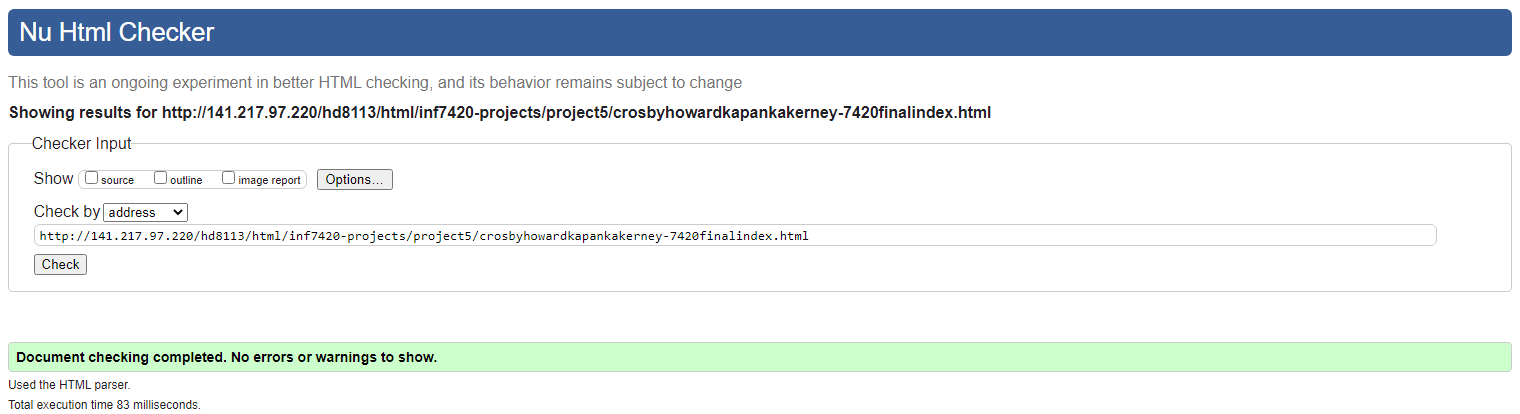 Nu Html Checker
This tool is an ongoing experiment in better HTML checking, and its behavior remains subject to change
Showing results for http://141.217.97.220/hd8113/html/inf7420-projects/project5/crosbyhowardkapankakerney-7420finalindex.html
Checker Input
Show source outline image report Options...
Check by address
http://141.217.97.220/hd8113/html/inf7420-projects/project5/crosbyhowardkapankakerney-7420finalindex.html
Check
Document checking completed. No errors or warnings to show.
Used the HTML parser.
Total execution time 83 milliseconds.